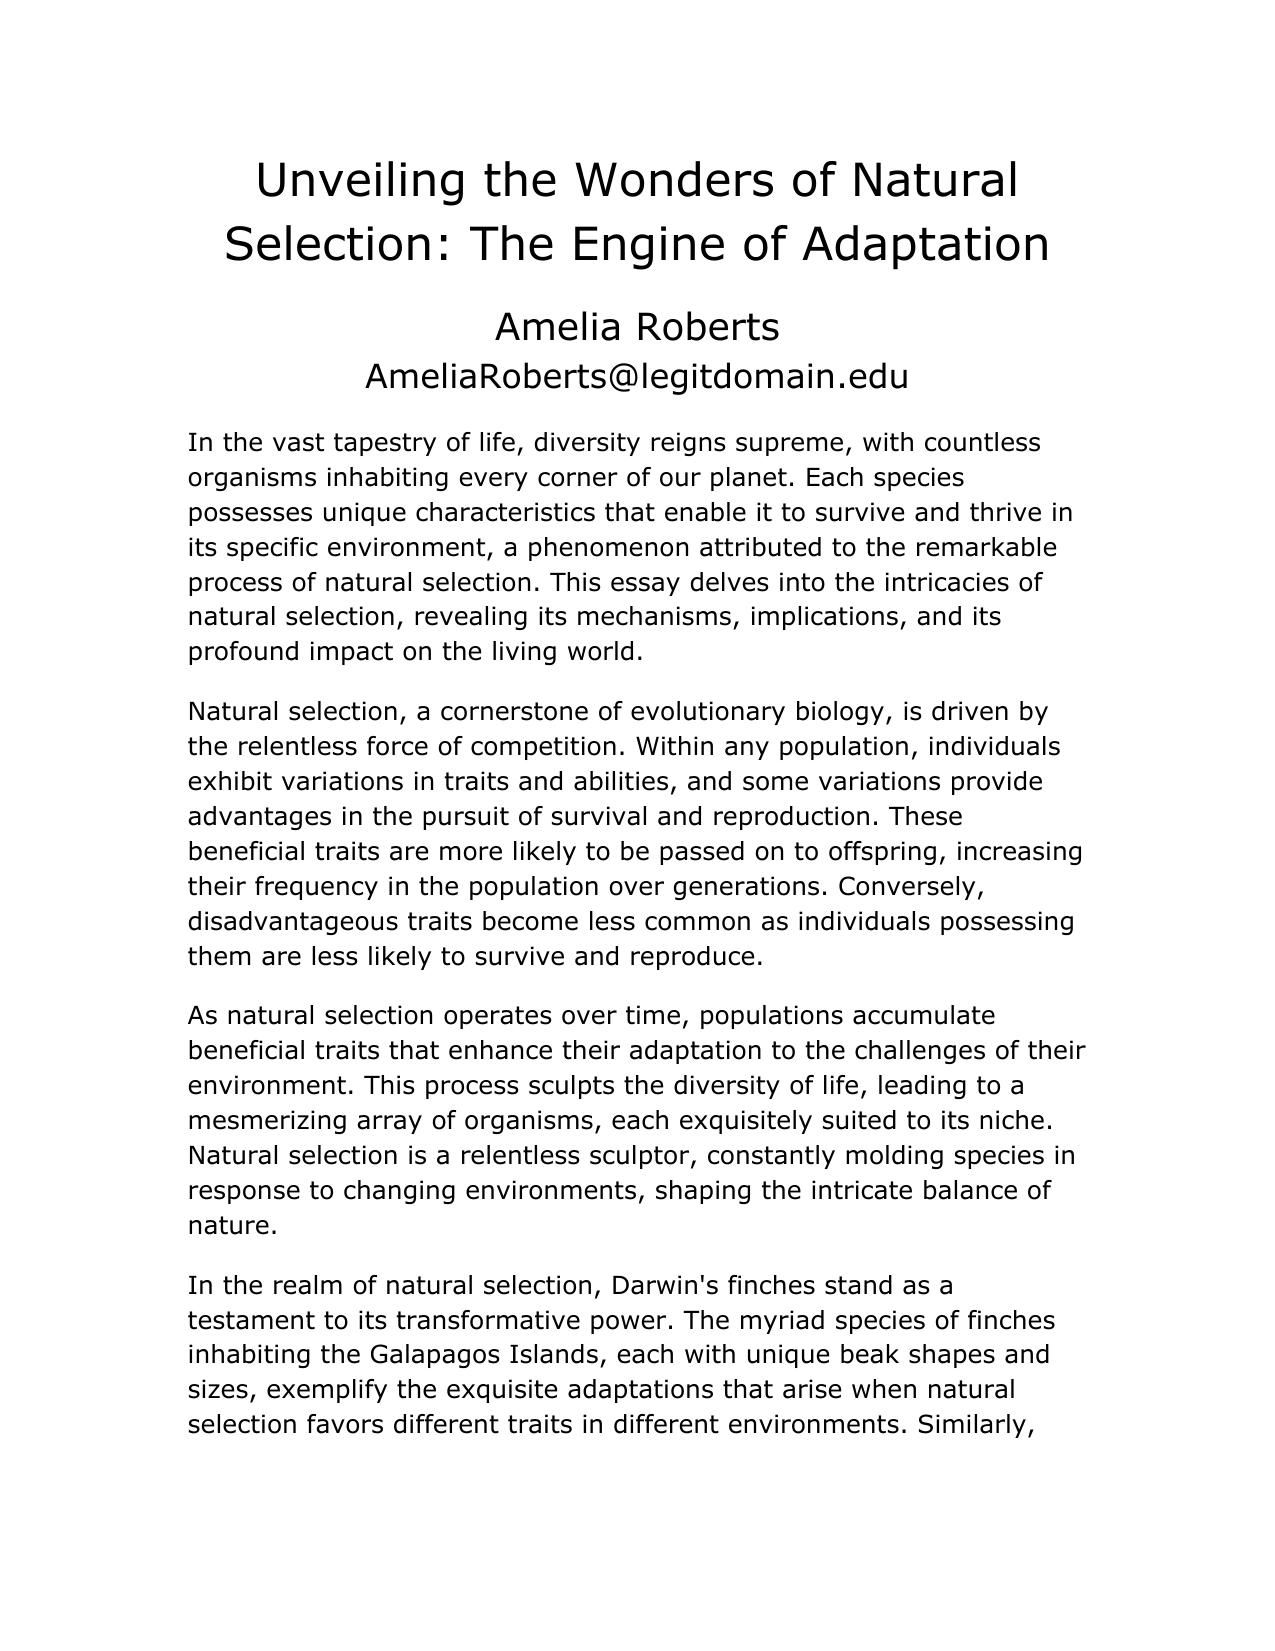 Unveiling the Wonders of Natural
Selection: The Engine of Adaptation
Amelia Roberts
AmeliaRoberts@legitdomain.edu
In the vast tapestry of life, diversity reigns supreme, with countless
organisms inhabiting every corner of our planet. Each species
possesses unique characteristics that enable it to survive and thrive in
its specific environment, a phenomenon attributed to the remarkable
process of natural selection. This essay delves into the intricacies of
natural selection, revealing its mechanisms, implications, and its
profound impact on the living world.
Natural selection, a cornerstone of evolutionary biology, is driven by
the relentless force of competition. Within any population, individuals
exhibit variations in traits and abilities, and some variations provide
advantages in the pursuit of survival and reproduction. These
beneficial traits are more likely to be passed on to offspring, increasing
their frequency in the population over generations. Conversely,
disadvantageous traits become less common as individuals possessing
them are less likely to survive and reproduce.
As natural selection operates over time, populations accumulate
beneficial traits that enhance their adaptation to the challenges of their
environment. This process sculpts the diversity of life, leading to a
mesmerizing array of organisms, each exquisitely suited to its niche.
Natural selection is a relentless sculptor, constantly molding species in
response to changing environments, shaping the intricate balance of
nature.
In the realm of natural selection, Darwin's finches stand as a
testament to its transformative power. The myriad species of finches
inhabiting the Galapagos Islands, each with unique beak shapes and
sizes, exemplify the exquisite adaptations that arise when natural
selection favors different traits in different environments. Similarly,